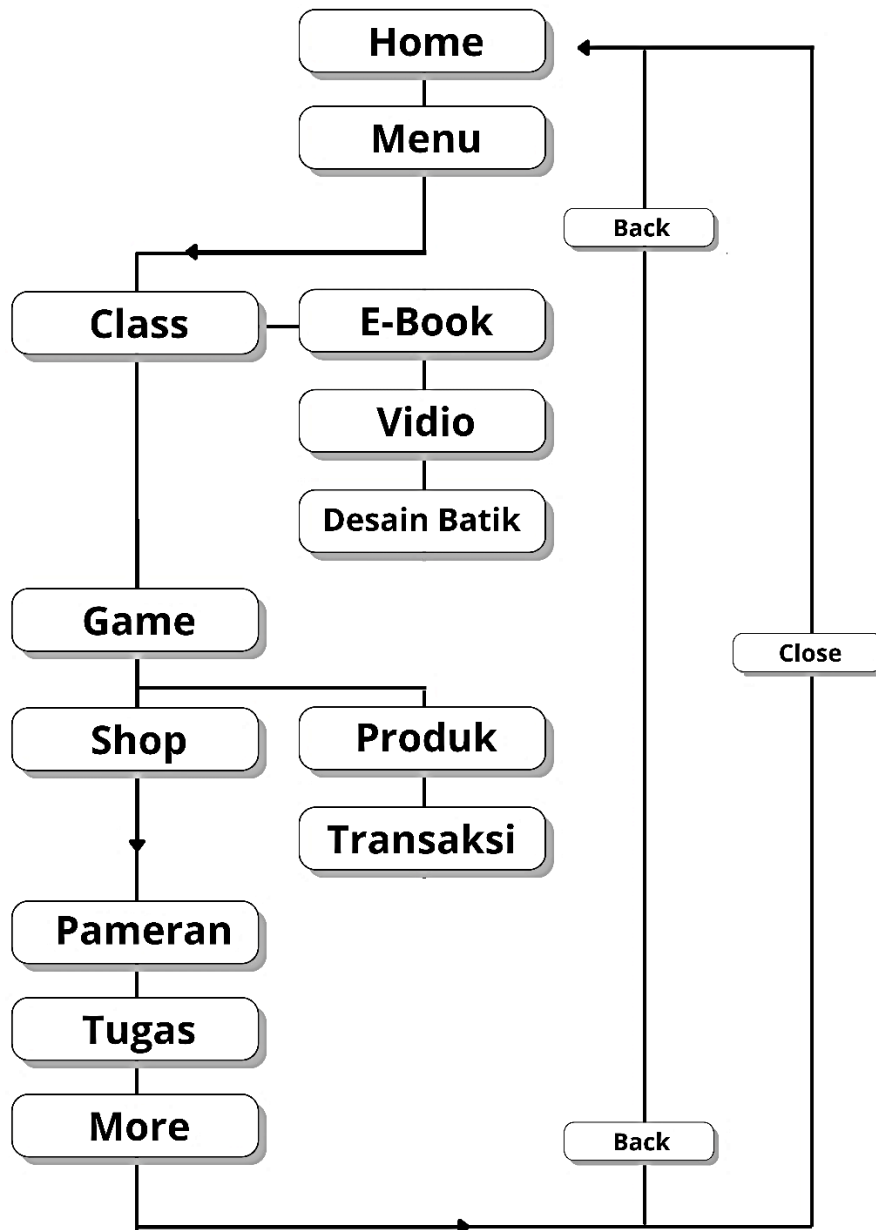 Home
Menu
Back
Class
E-Book
Vidio
Desain Batik
Game
Close
Shop
Produk
Transaksi
Pameran
Tugas
More
Back